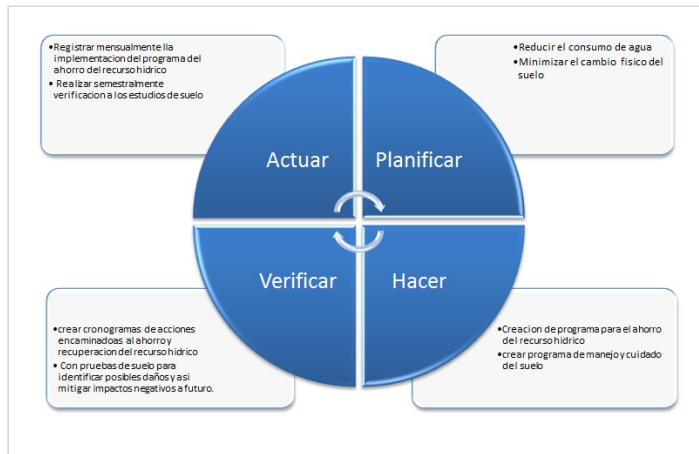 •Registrar mensualmente lla
implementacion del programa del
ahorro del recurso hidrico
• Realizar semestralmente
verificacion a los estudios de suelo
•Reducir el consumo de agua
•Minimizar el cambio fisico del
suelo
Actuar
Planificar
Verificar
Hacer
•crear cronogramas de acciones
encaminadoas al ahorro y
recuperacion del recurso hidrico
• Con pruebas de suelo para
identificar posibles daños y asi
mitigar impactos negativos a futuro.
•Creacion de programa para el ahorro
del recurso hidrico
•crear programa de manejo y cuidado
del suelo